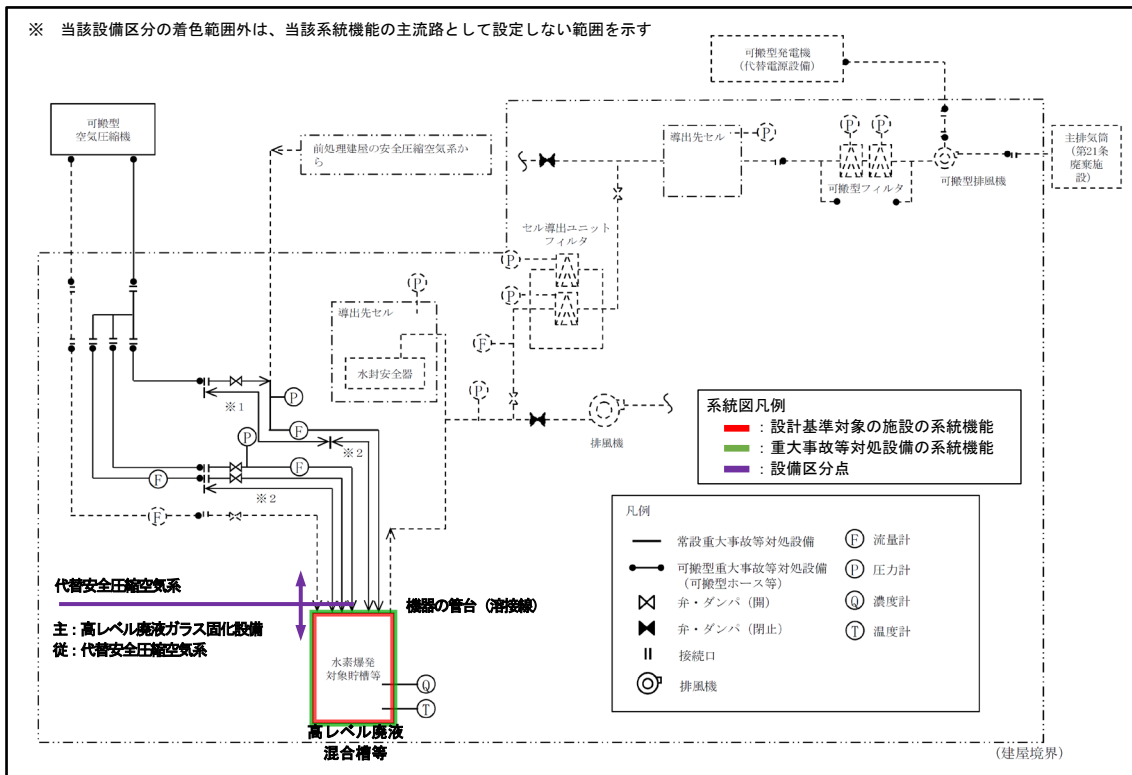 ※　当該設備区分の着色範囲外は、当該系統機能の主流路として設定しない範囲を示す
可搬型発電機
（代替電源設備）
可搬型
空気圧縮機
前処理建屋の安全圧縮空気系か
ら
導出先セル
P
P
P
主排気筒
（第21条
廃棄施
設）
可搬型フィルタ
可搬型排風機
セル導出ユニット
フィルタ
P
P
P
導出先セル
水封安全器
F
P
排風機
※1
P
F
※2
P
F
F
※2
F
系統図凡例
：設計基準対象の施設の系統機能
：重大事故等対処設備の系統機能
：設備区分点
凡例
常設重大事故等対処設備
可搬型重大事故等対処設備
（可搬型ホース等）
弁・ダンパ（開）
弁・ダンパ（閉止）
接続口
排風機
F 流量計
P 圧力計
Q 濃度計
T 温度計
代替安全圧縮空気系
主：高レベル廃液ガラス固化設備
従：代替安全圧縮空気系
機器の管台（溶接線）
水素爆発
対象貯槽等
Q
T
高レベル廃液
混合槽等
（建屋境界）